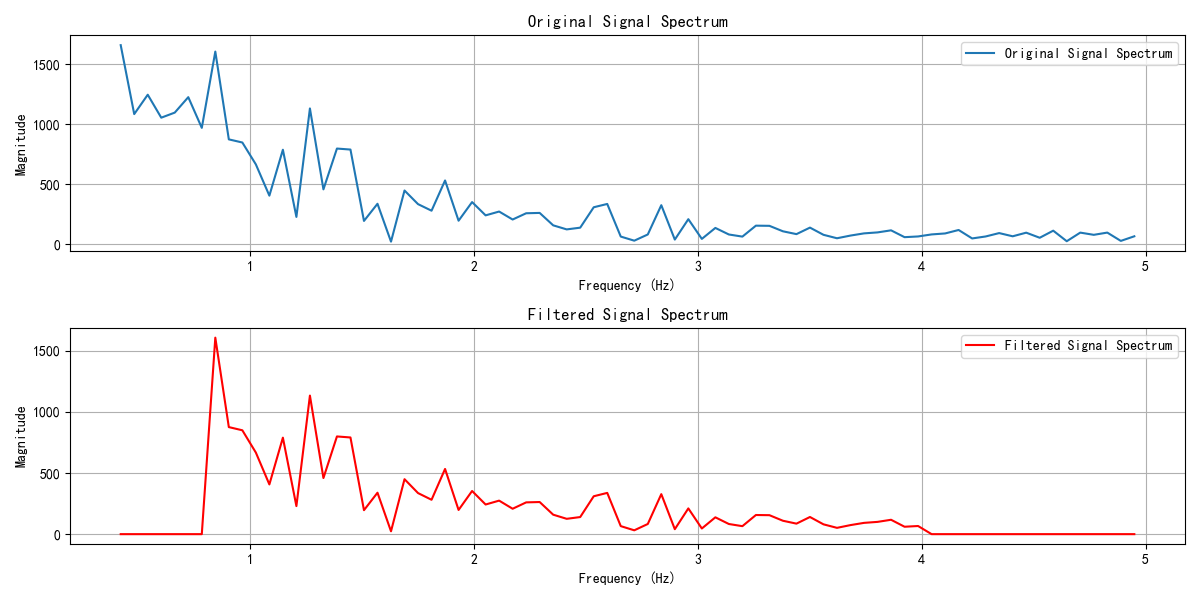 Original Signal Spectrum
Original Signal Spectrum
1500
1000
500
0
Magnitude
1 2 3 4 5
Frequency (Hz)
Filtered Signal Spectrum
Filtered Signal Spectrum
1500
1000
500
0
Magnitude
1 2 3 4 5
Frequency (Hz)